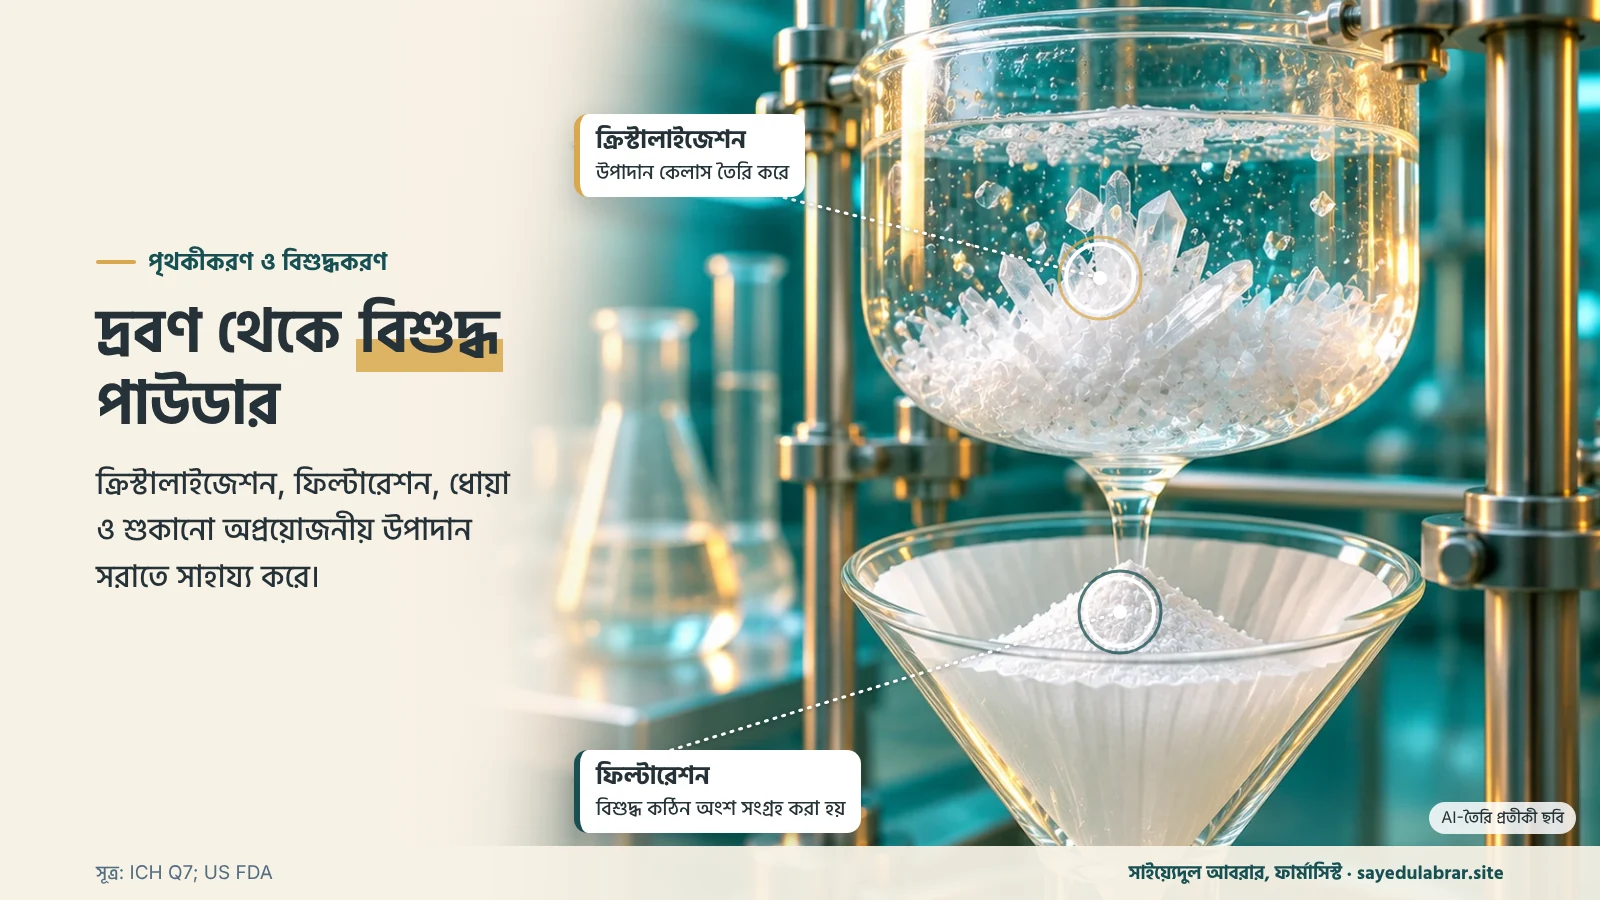 পৃথকীকরণ ও বিশুদ্ধকরণ
দ্রবণ থেকে বিশুদ্ধ
পাউডার
ক্রিস্টালাইজেশন, ফিল্টারেশন, ধোয়া
ও শুকানো অপ্রয়োজনীয় উপাদান
সরাতে সাহায্য করে।
ক্রিস্টালাইজেশন
উপাদান কেলাস তৈরি করে
ফিল্টারেশন
বিশুদ্ধ কঠিন অংশ সংগ্রহ করা হয়
AI-তৈরি প্রতীকী ছবি
সূত্র: ICH Q7; US FDA
সাইয়্যেদুল আবরার, ফার্মাসিস্ট · sayedulabrar.site